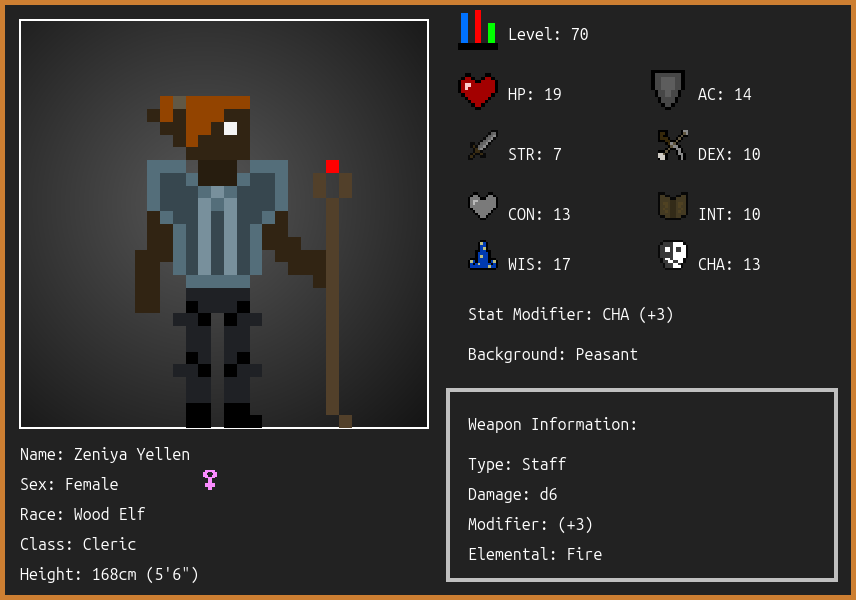 Level: 70
HP: 19
AC: 14
STR: 7
DEX: 10
CON: 13
INT: 10
WIS: 17
CHA: 13
Stat Modifier: CHA (+3)
Background: Peasant
Weapon Information:
Type: Staff
Damage: d6
Modifier: (+3)
Elemental: Fire
Name: Zeniya Yellen
Sex: Female
Race: Wood Elf
Class: Cleric
Height: 168cm (5'6")